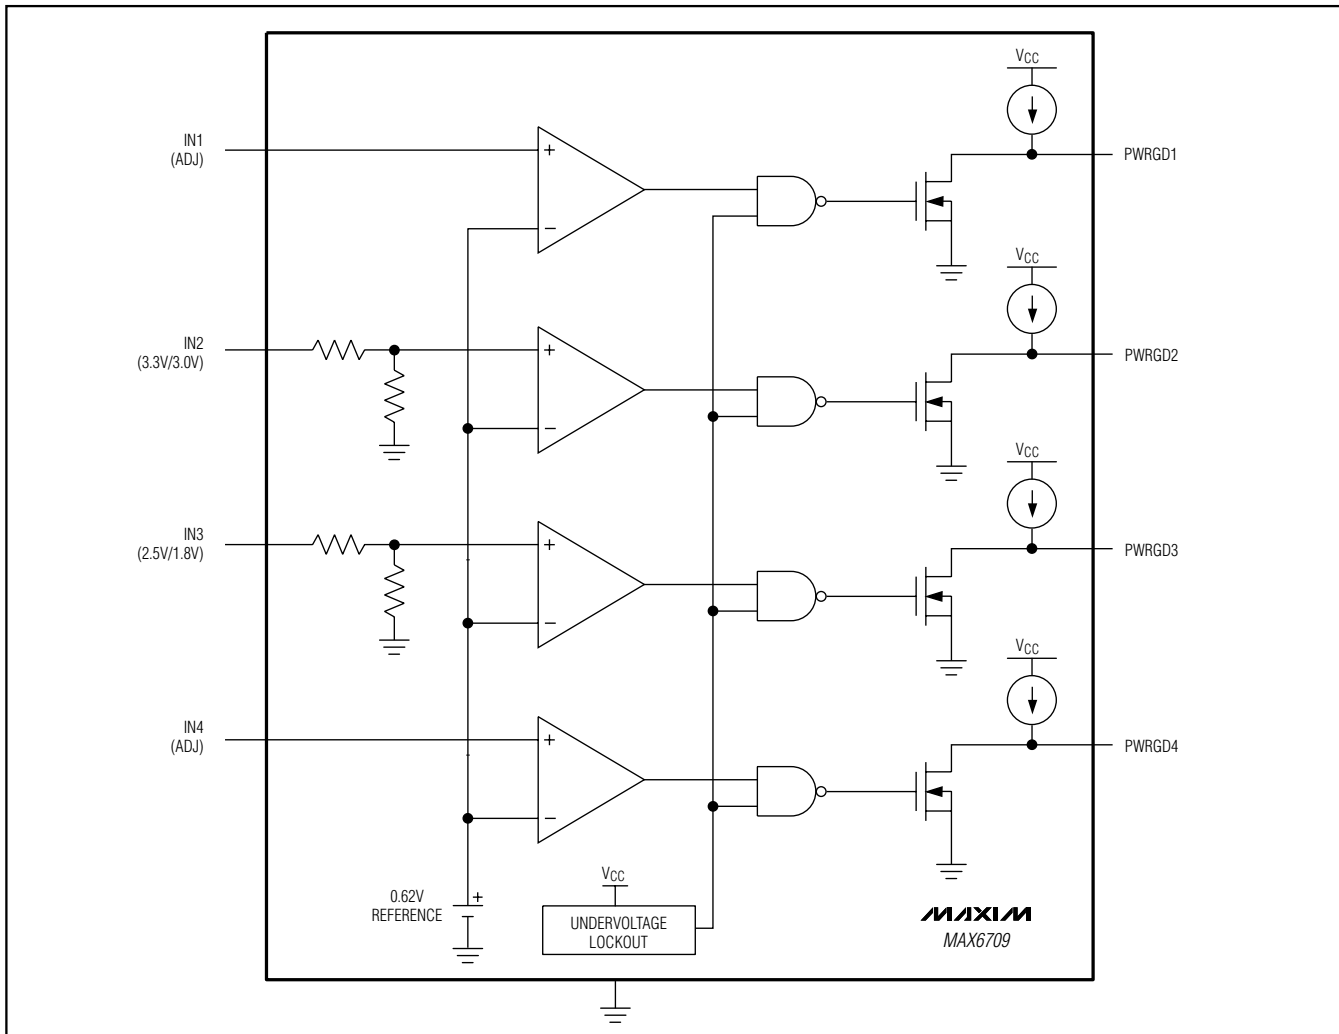 VCC
IN1
(ADJ)
+
−
PWRGD1
VCC
IN2
(3.3V/3.0V)
+
−
PWRGD2
VCC
IN3
(2.5V/1.8V)
+
−
PWRGD3
VCC
IN4
(ADJ)
+
−
PWRGD4
0.62V
REFERENCE
+
VCC
UNDERVOLTAGE
LOCKOUT
MAXIM
MAX6709